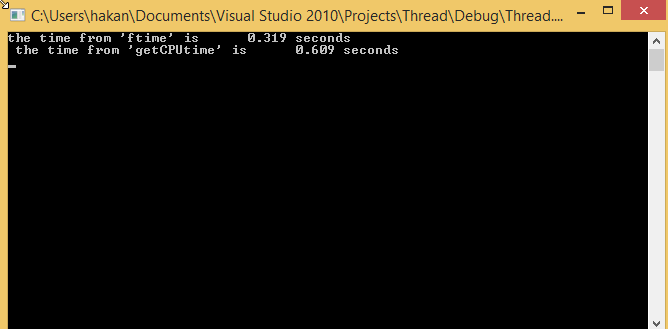 C:\Users\hakan\Documents\Visual Studio 2010\Projects\Thread\Debug\Thread....
the time from 'ftime' is      0.319 seconds
 the time from 'getCPUtime' is      0.609 seconds